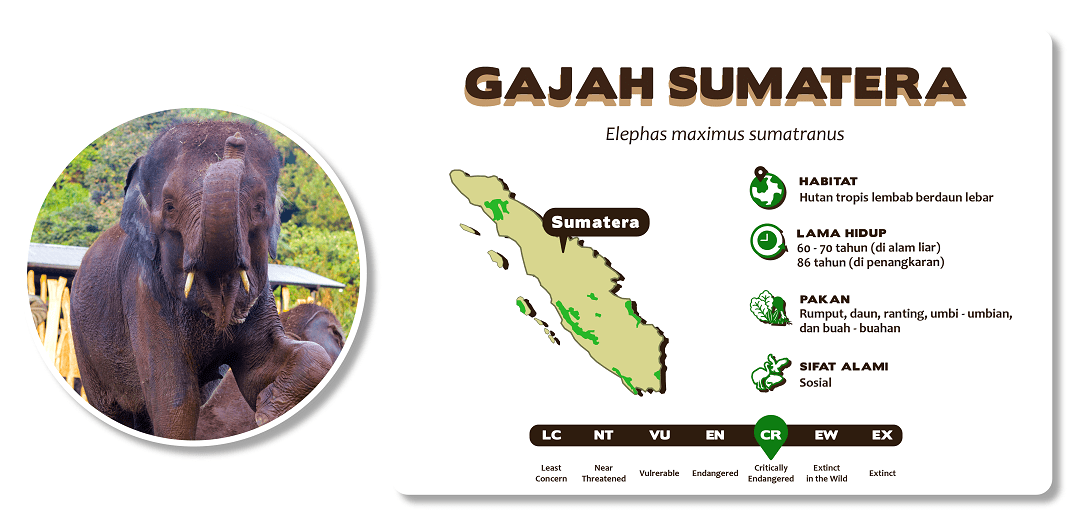 GAJAH SUMATERA
Elephas maximus sumatranus
Sumatera
HABITAT
Hutan tropis lembab berdaun lebar
LAMA HIDUP
60 - 70 tahun (di alam liar)
86 tahun (di penangkaran)
PAKAN
Rumput, daun, ranting, umbi - umbian,
dan buah - buahan
SIFAT ALAMI
Sosial
LC NT VU EN CR EW EX
Least Near Vulrerable Endangered Critically Extinct Extinct
Concern Threatened Endangered in the Wild